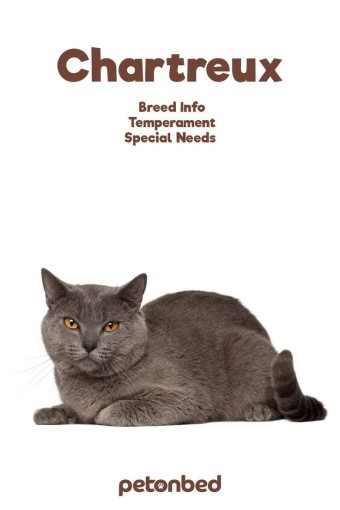 Chartreux
Breed Info
Temperament
Special Needs
petonbed